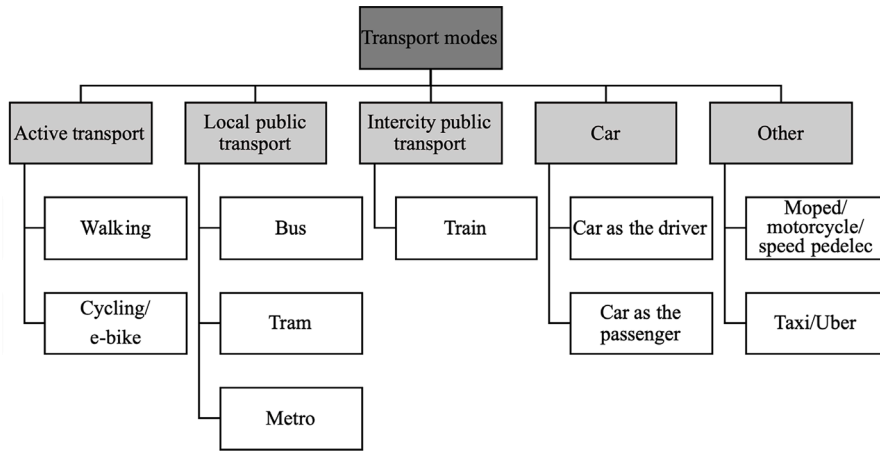 Transport modes
Active transport
Local public
transport
Intercity public
transport
Car
Other
Walking
Bus
Train
Car as the driver
Moped/
motorcycle/
speed pedelec
Cycling/
e-bike
Tram
Car as the
passenger
Taxi/Uber
Metro